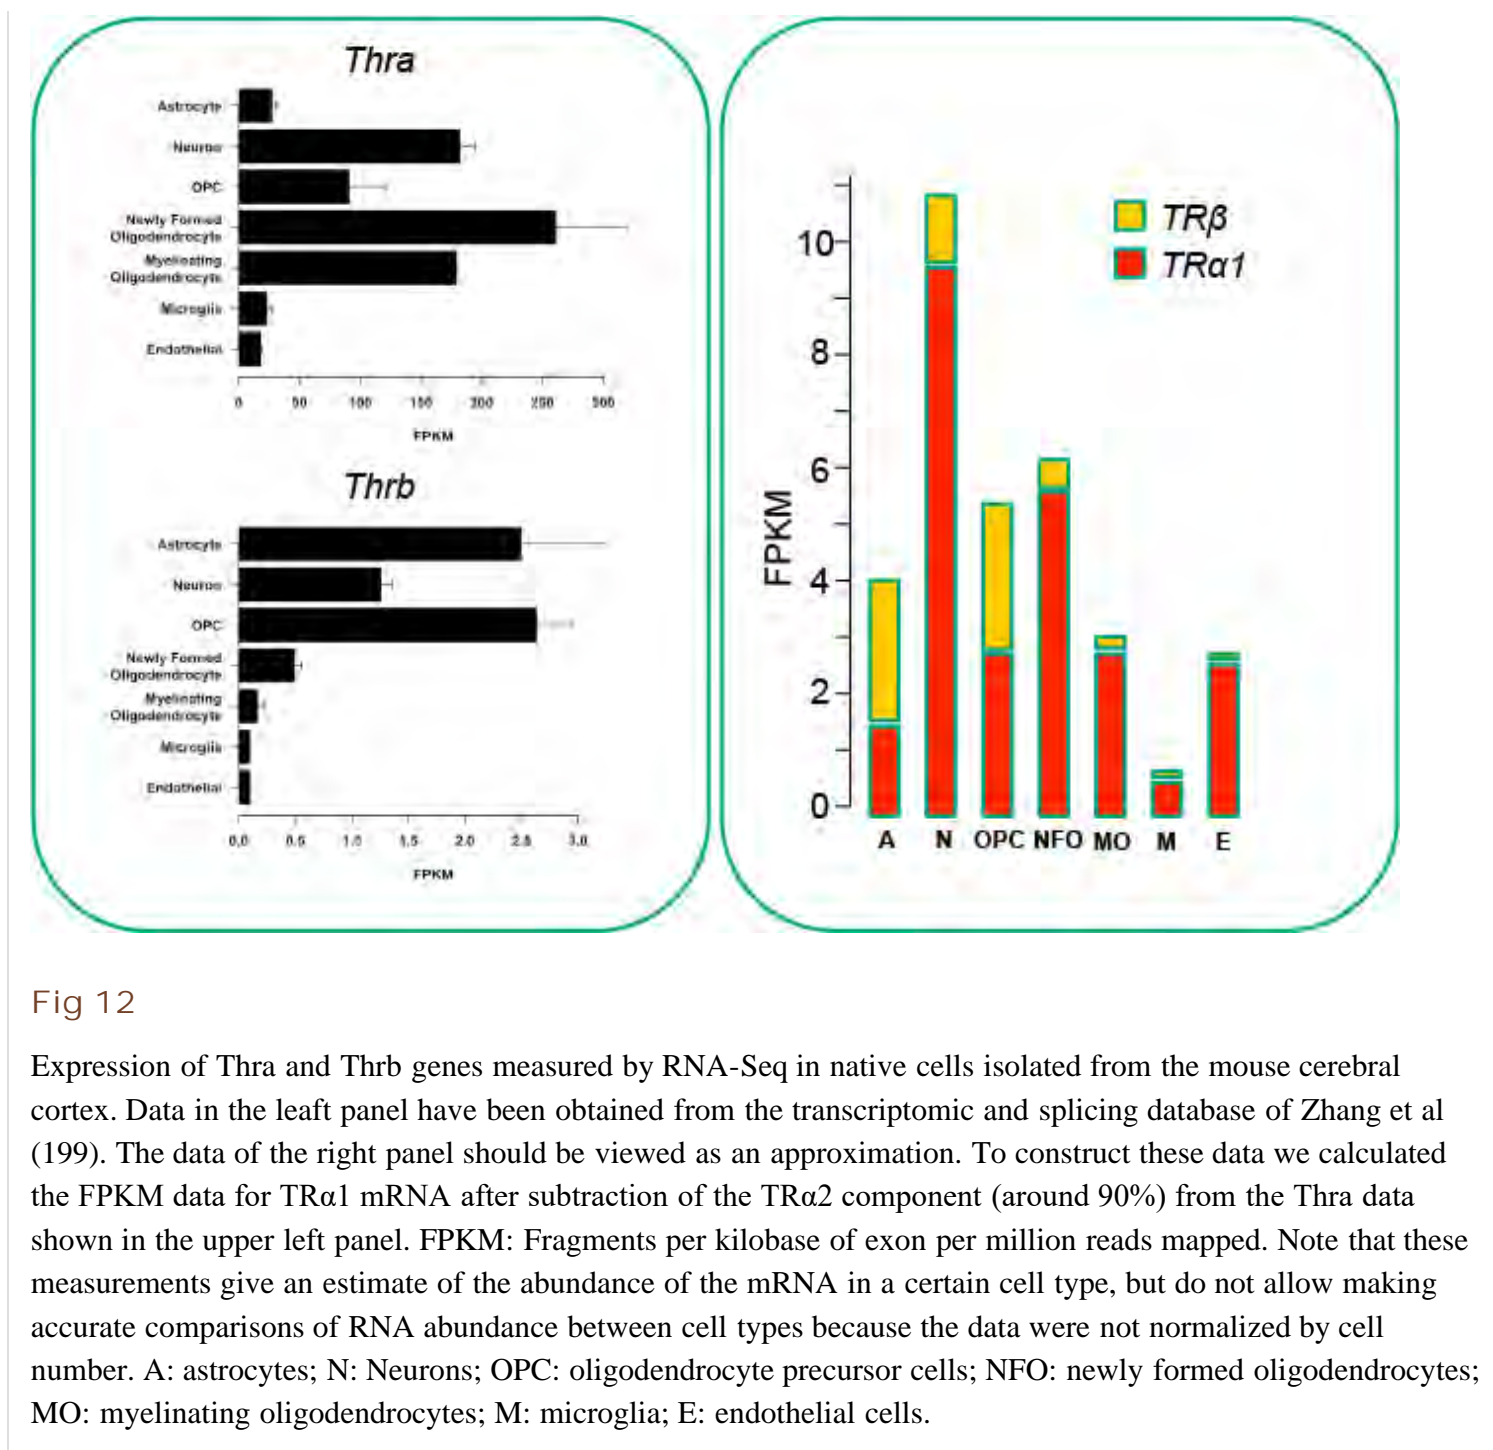 Thra
Astrocyte
Neuron
OPC
Newly Formed
Oligodendrocyte
Myelinating
Oligodendrocyte
Microglia
Endothelial
0 50 100 150 200 250 300
FPKM
Thrb
Astrocyte
Neuron
OPC
Newly Formed
Oligodendrocyte
Myelinating
Oligodendrocyte
Microglia
Endothelial
0.0 0.5 1.0 1.5 2.0 2.5 3.0
FPKM
TRβ
TRα1
10
8
6
4
2
0
FPKM
A N OPC NFO MO M E
Fig 12
Expression of Thra and Thrb genes measured by RNA-Seq in native cells isolated from the mouse cerebral
cortex. Data in the leaft panel have been obtained from the transcriptomic and splicing database of Zhang et al
(199). The data of the right panel should be viewed as an approximation. To construct these data we calculated
the FPKM data for TRα1 mRNA after subtraction of the TRα2 component (around 90%) from the Thra data
shown in the upper left panel. FPKM: Fragments per kilobase of exon per million reads mapped. Note that these
measurements give an estimate of the abundance of the mRNA in a certain cell type, but do not allow making
accurate comparisons of RNA abundance between cell types because the data were not normalized by cell
number. A: astrocytes; N: Neurons; OPC: oligodendrocyte precursor cells; NFO: newly formed oligodendrocytes;
MO: myelinating oligodendrocytes; M: microglia; E: endothelial cells.